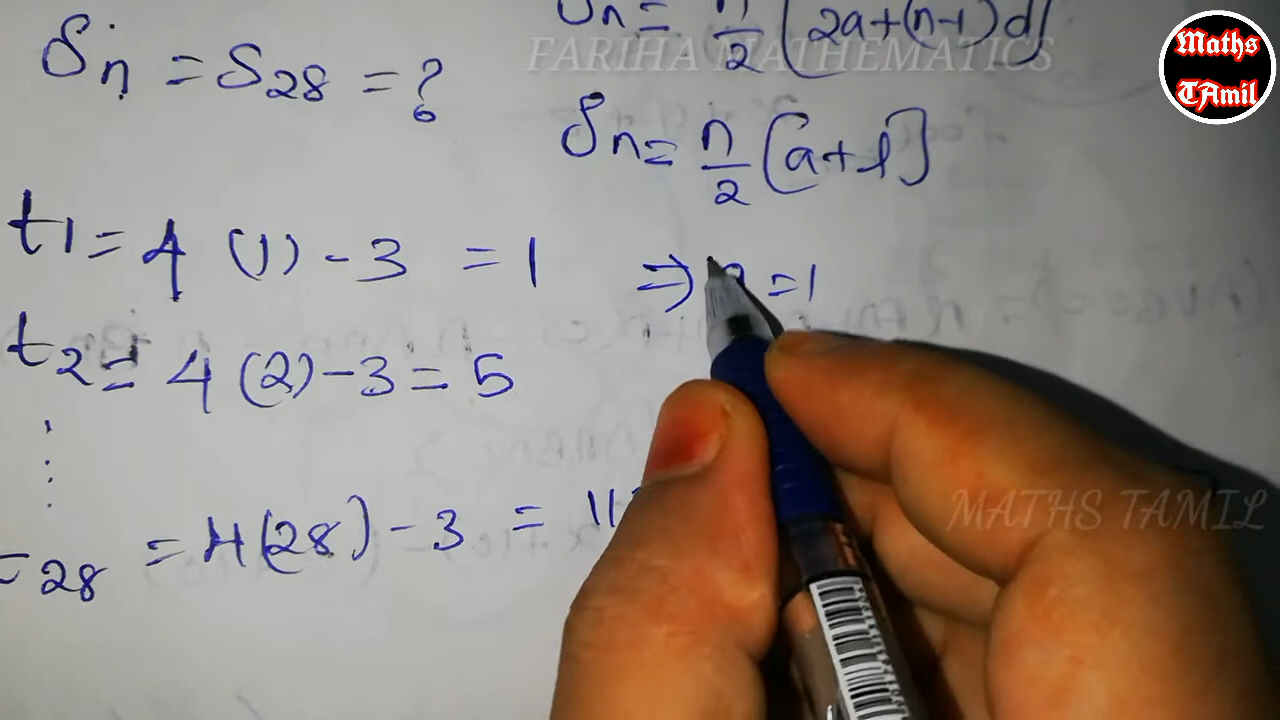 Sn = n/2 [2a+(n-1)d]
FARIHA MATHEMATICS
Maths
TAmil
Sn = S28 = ?
Sn = n/2 [a+l]
t1 = 4 (1) - 3 = 1
⇒ a = 1
t2 = 4 (2) - 3 = 5
⋮
28 = 4(28) - 3 = 11
MATHS TAMIL